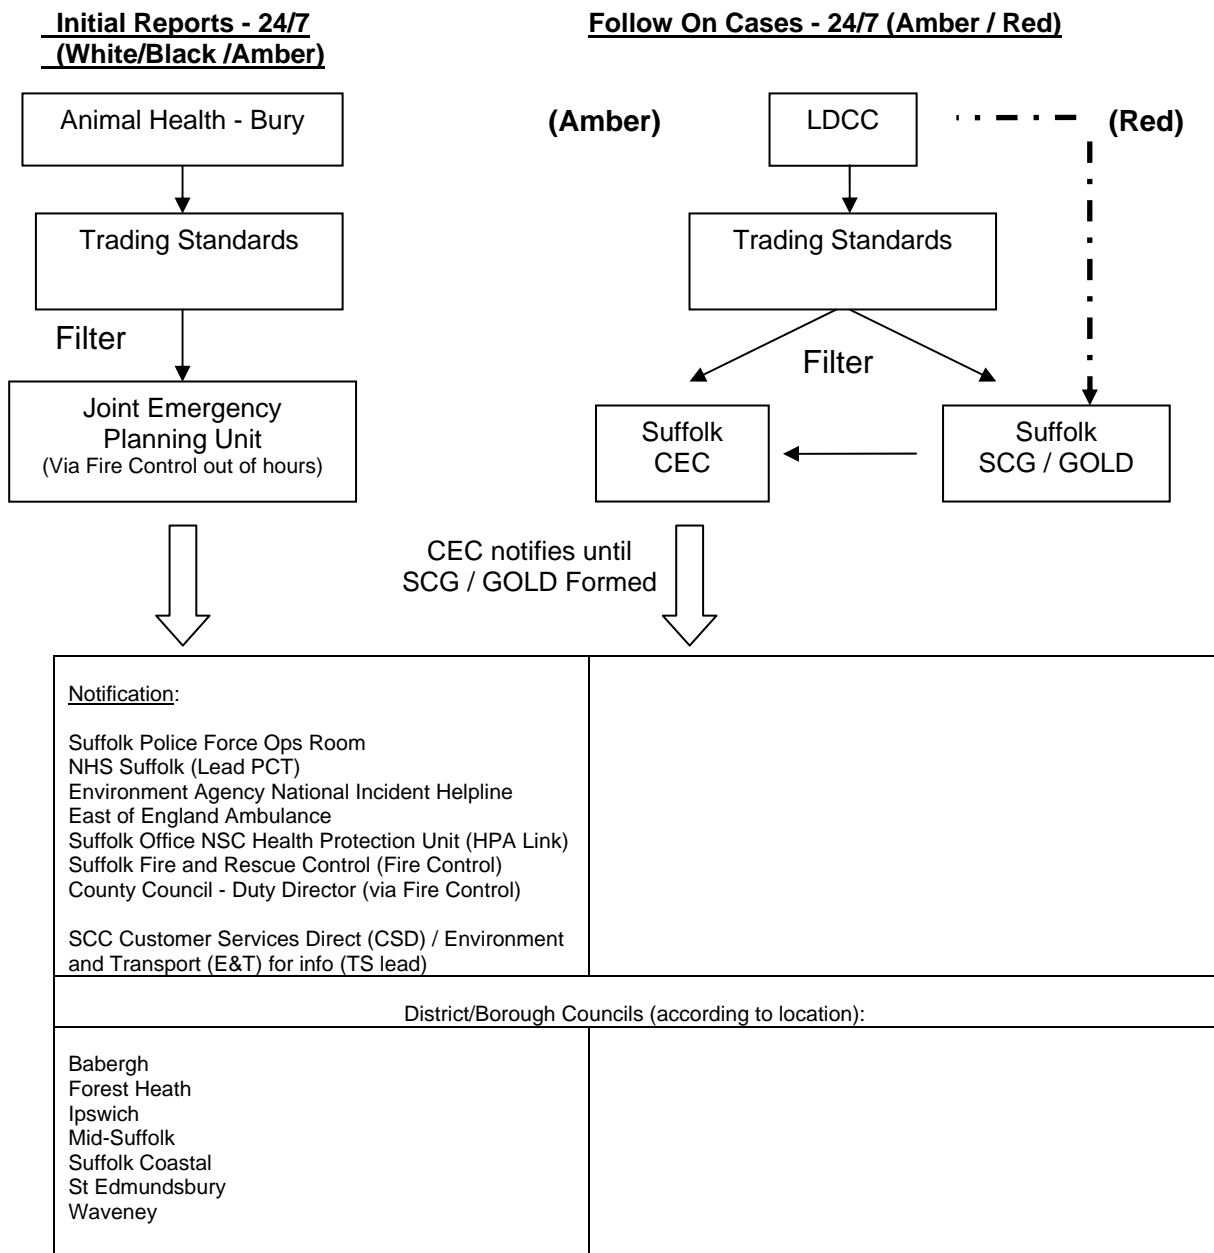 Initial Reports - 24/7
(White/Black /Amber)
Follow On Cases - 24/7 (Amber / Red)
Animal Health - Bury
Trading Standards
Filter
Joint Emergency
Planning Unit
(Via Fire Control out of hours)
(Amber)
LDCC
(Red)
Trading Standards
Filter
Suffolk
CEC
Suffolk
SCG / GOLD
CEC notifies until
SCG / GOLD Formed
Notification:
Suffolk Police Force Ops Room
NHS Suffolk (Lead PCT)
Environment Agency National Incident Helpline
East of England Ambulance
Suffolk Office NSC Health Protection Unit (HPA Link)
Suffolk Fire and Rescue Control (Fire Control)
County Council - Duty Director (via Fire Control)
SCC Customer Services Direct (CSD) / Environment
and Transport (E&T) for info (TS lead)
District/Borough Councils (according to location):
Babergh
Forest Heath
Ipswich
Mid-Suffolk
Suffolk Coastal
St Edmundsbury
Waveney